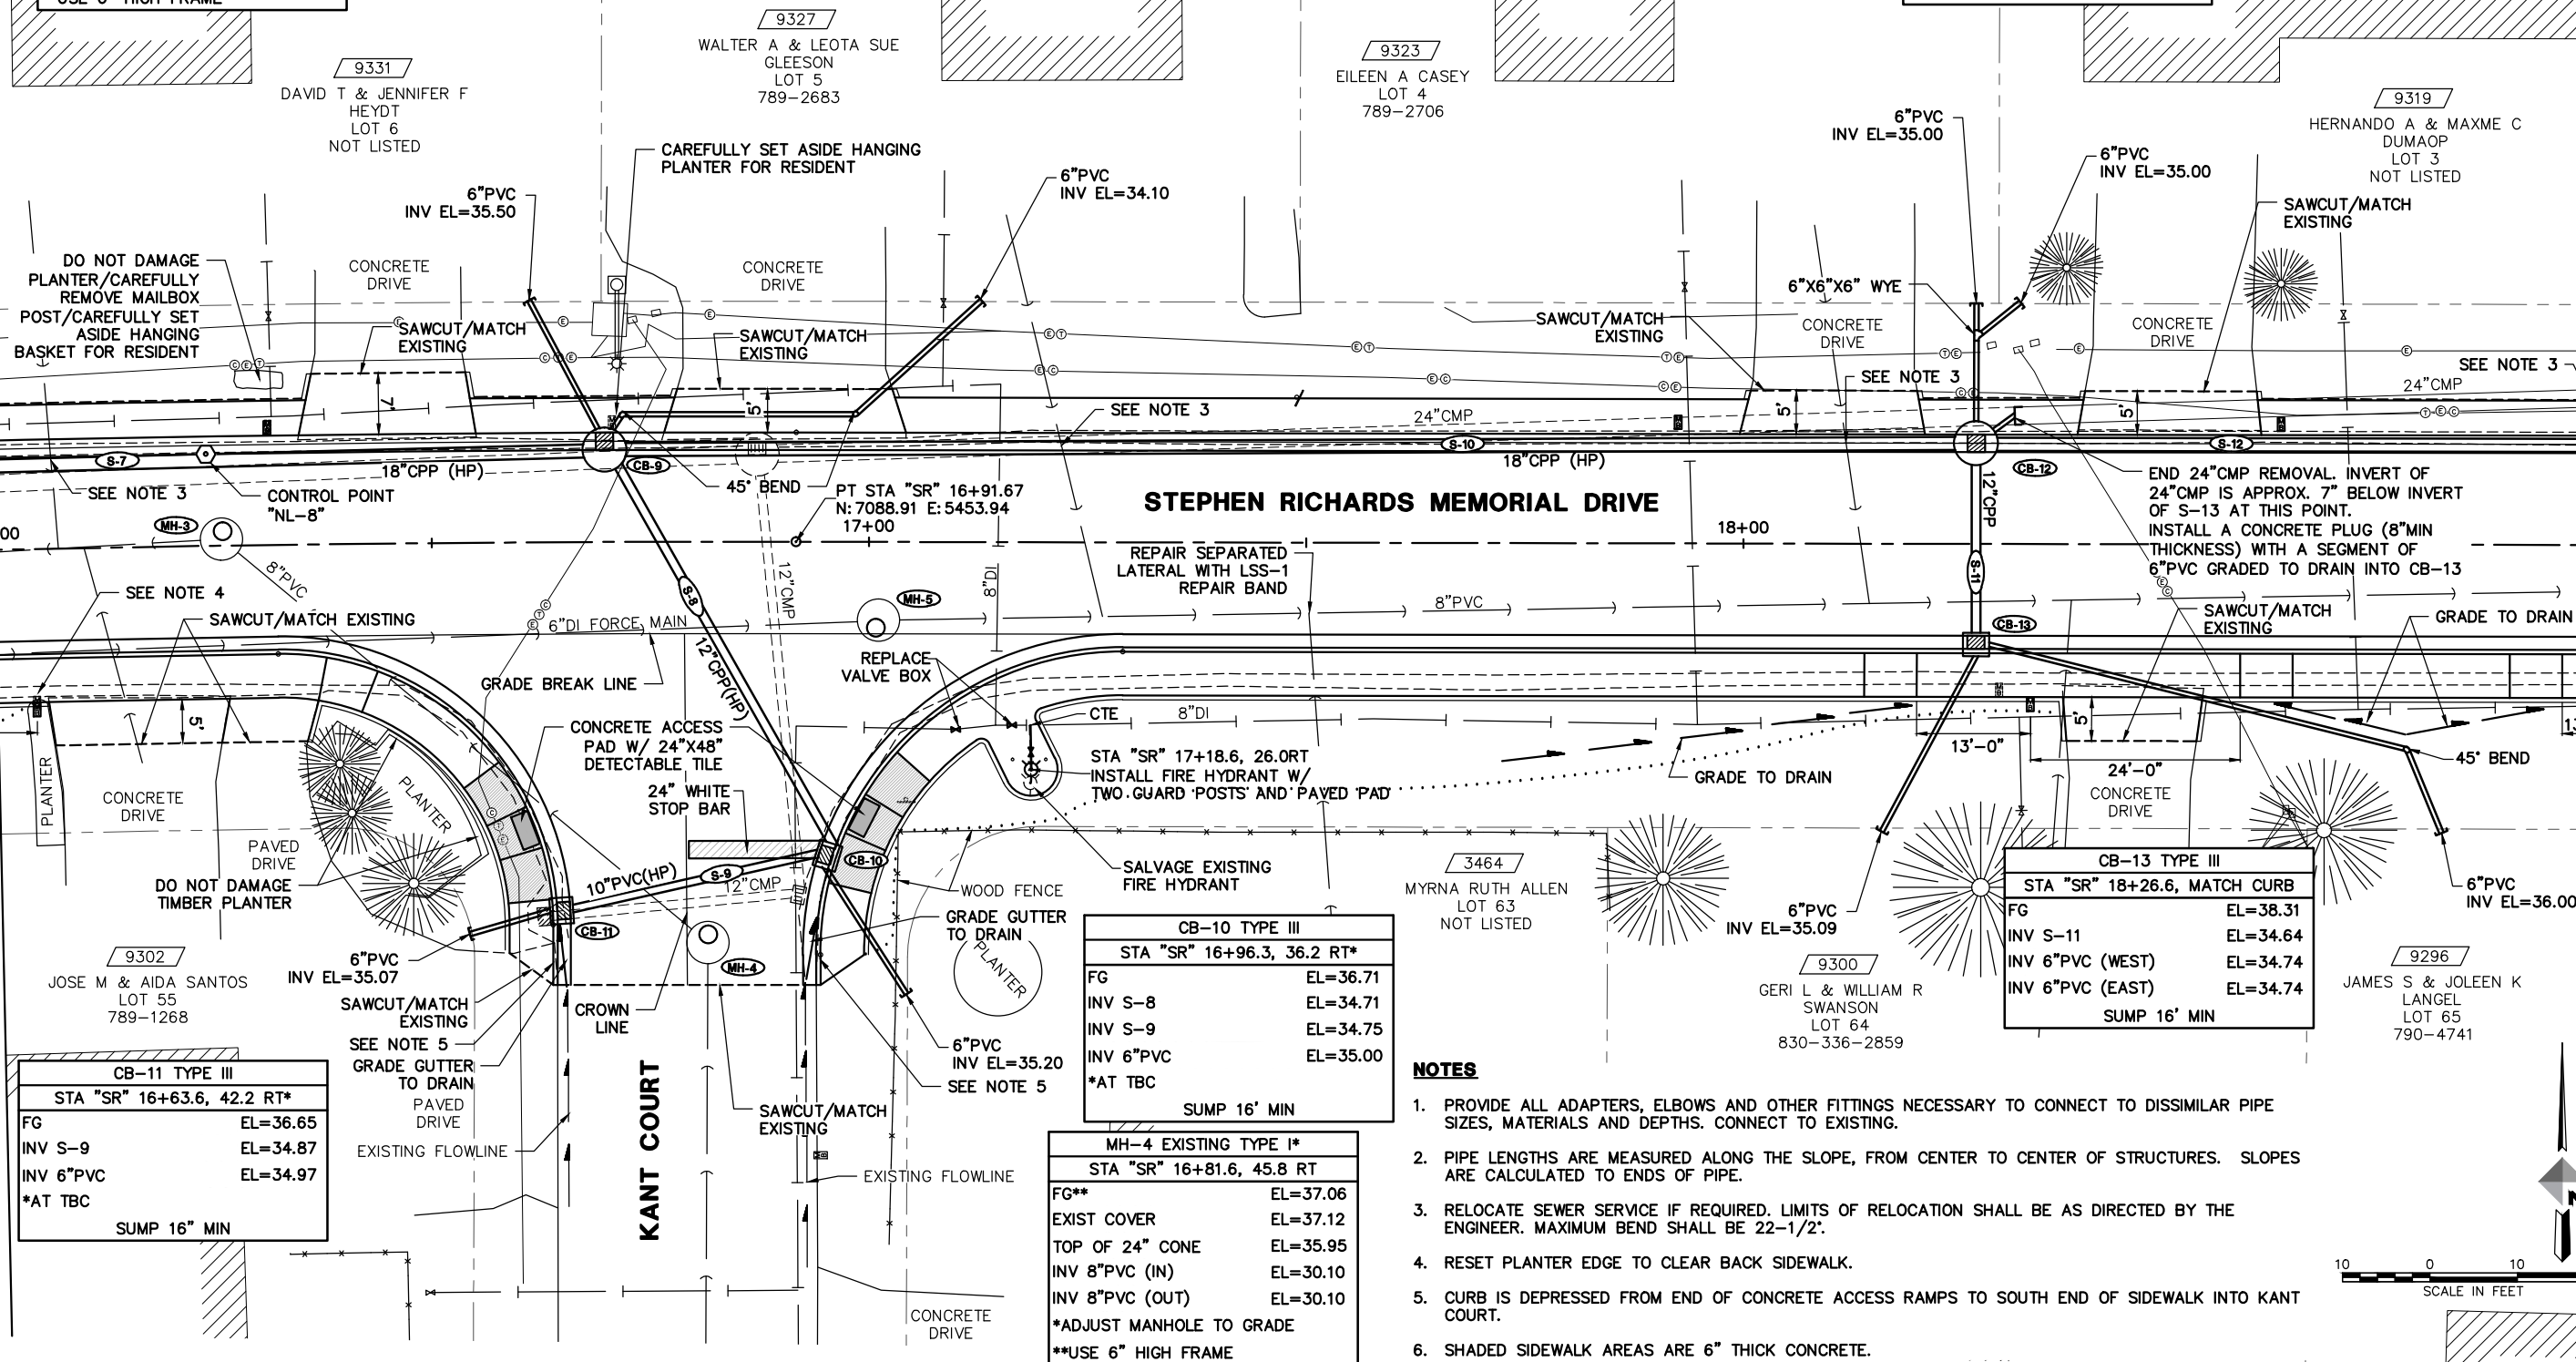 9331
DAVID T & JENNIFER F
HEYDT
LOT 6
NOT LISTED
9327
WALTER A & LEOTA SUE
GLEESON
LOT 5
789-2683
9323
EILEEN A CASEY
LOT 4
789-2706
9319
HERNANDO A & MAXME C
DUMAOP
LOT 3
NOT LISTED
6"PVC
INV EL=35.50
CAREFULLY SET ASIDE HANGING
PLANTER FOR RESIDENT
6"PVC
INV EL=34.10
6"PVC
INV EL=35.00
6"PVC
INV EL=35.00
SAWCUT/MATCH
EXISTING
DO NOT DAMAGE
PLANTER/CAREFULLY
REMOVE MAILBOX
POST/CAREFULLY SET
ASIDE HANGING
BASKET FOR RESIDENT
CONCRETE
DRIVE
SAWCUT/MATCH
EXISTING
CONCRETE
DRIVE
SAWCUT/MATCH
EXISTING
SAWCUT/MATCH
EXISTING
6"X6"X6" WYE
CONCRETE
DRIVE
CONCRETE
DRIVE
SEE NOTE 3
SEE NOTE 3
24"CMP
7'
5'
SEE NOTE 3
24"CMP
5'
5'
S-7
18"CPP (HP)
CB-9
S-10
18"CPP (HP)
CB-12
S-12
SEE NOTE 3
CONTROL POINT
"NL-8"
45° BEND
PT STA "SR" 16+91.67
N:7088.91 E:5453.94
17+00
STEPHEN RICHARDS MEMORIAL DRIVE
18+00
12"CPP
S-11
END 24"CMP REMOVAL. INVERT OF
24"CMP IS APPROX. 7" BELOW INVERT
OF S-13 AT THIS POINT.
INSTALL A CONCRETE PLUG (8"MIN
THICKNESS) WITH A SEGMENT OF
6"PVC GRADED TO DRAIN INTO CB-13
00
MH-3
8"PVC
S-8
12"CPP(HP)
12"CMP
8"DI
MH-5
REPAIR SEPARATED
LATERAL WITH LSS-1
REPAIR BAND
8"PVC
SEE NOTE 4
SAWCUT/MATCH EXISTING
6"DI FORCE MAIN
CB-13
SAWCUT/MATCH
EXISTING
GRADE TO DRAIN
REPLACE
VALVE BOX
GRADE BREAK LINE
5'
CONCRETE ACCESS
PAD W/ 24"X48"
DETECTABLE TILE
CTE
8"DI
STA "SR" 17+18.6, 26.0RT
INSTALL FIRE HYDRANT W/
TWO GUARD POSTS AND PAVED PAD
GRADE TO DRAIN
13'-0"
5'
24'-0"
13
45° BEND
PLANTER
CONCRETE
DRIVE
PLANTER
24" WHITE
STOP BAR
CONCRETE
DRIVE
PAVED
DRIVE
DO NOT DAMAGE
TIMBER PLANTER
10"PVC(HP)
S-9
12"CMP
CB-10
WOOD FENCE
SALVAGE EXISTING
FIRE HYDRANT
3464
MYRNA RUTH ALLEN
LOT 63
NOT LISTED
6"PVC
INV EL=35.09
6"PVC
INV EL=36.00
CB-13 TYPE III
STA "SR" 18+26.6, MATCH CURB
FG EL=38.31
INV S-11 EL=34.64
INV 6"PVC (WEST) EL=34.74
INV 6"PVC (EAST) EL=34.74
SUMP 16' MIN
CB-11
MH-4
GRADE GUTTER
TO DRAIN
PLANTER
9302
JOSE M & AIDA SANTOS
LOT 55
789-1268
6"PVC
INV EL=35.07
SAWCUT/MATCH
EXISTING
SEE NOTE 5
GRADE GUTTER
TO DRAIN
CROWN
LINE
6"PVC
INV EL=35.20
SEE NOTE 5
CB-10 TYPE III
STA "SR" 16+96.3, 36.2 RT*
FG EL=36.71
INV S-8 EL=34.71
INV S-9 EL=34.75
INV 6"PVC EL=35.00
*AT TBC
SUMP 16' MIN
9300
GERI L & WILLIAM R
SWANSON
LOT 64
830-336-2859
9296
JAMES S & JOLEEN K
LANGEL
LOT 65
790-4741
CB-11 TYPE III
STA "SR" 16+63.6, 42.2 RT*
FG EL=36.65
INV S-9 EL=34.87
INV 6"PVC EL=34.97
*AT TBC
SUMP 16" MIN
PAVED
DRIVE
EXISTING FLOWLINE
KANT COURT
SAWCUT/MATCH
EXISTING
EXISTING FLOWLINE
CONCRETE
DRIVE
MH-4 EXISTING TYPE I*
STA "SR" 16+81.6, 45.8 RT
FG** EL=37.06
EXIST COVER EL=37.12
TOP OF 24" CONE EL=35.95
INV 8"PVC (IN) EL=30.10
INV 8"PVC (OUT) EL=30.10
*ADJUST MANHOLE TO GRADE
**USE 6" HIGH FRAME
NOTES
1. PROVIDE ALL ADAPTERS, ELBOWS AND OTHER FITTINGS NECESSARY TO CONNECT TO DISSIMILAR PIPE
SIZES, MATERIALS AND DEPTHS. CONNECT TO EXISTING.
2. PIPE LENGTHS ARE MEASURED ALONG THE SLOPE, FROM CENTER TO CENTER OF STRUCTURES. SLOPES
ARE CALCULATED TO ENDS OF PIPE.
3. RELOCATE SEWER SERVICE IF REQUIRED. LIMITS OF RELOCATION SHALL BE AS DIRECTED BY THE
ENGINEER. MAXIMUM BEND SHALL BE 22-1/2°.
4. RESET PLANTER EDGE TO CLEAR BACK SIDEWALK.
5. CURB IS DEPRESSED FROM END OF CONCRETE ACCESS RAMPS TO SOUTH END OF SIDEWALK INTO KANT
COURT.
6. SHADED SIDEWALK AREAS ARE 6" THICK CONCRETE.
10 0 10
SCALE IN FEET